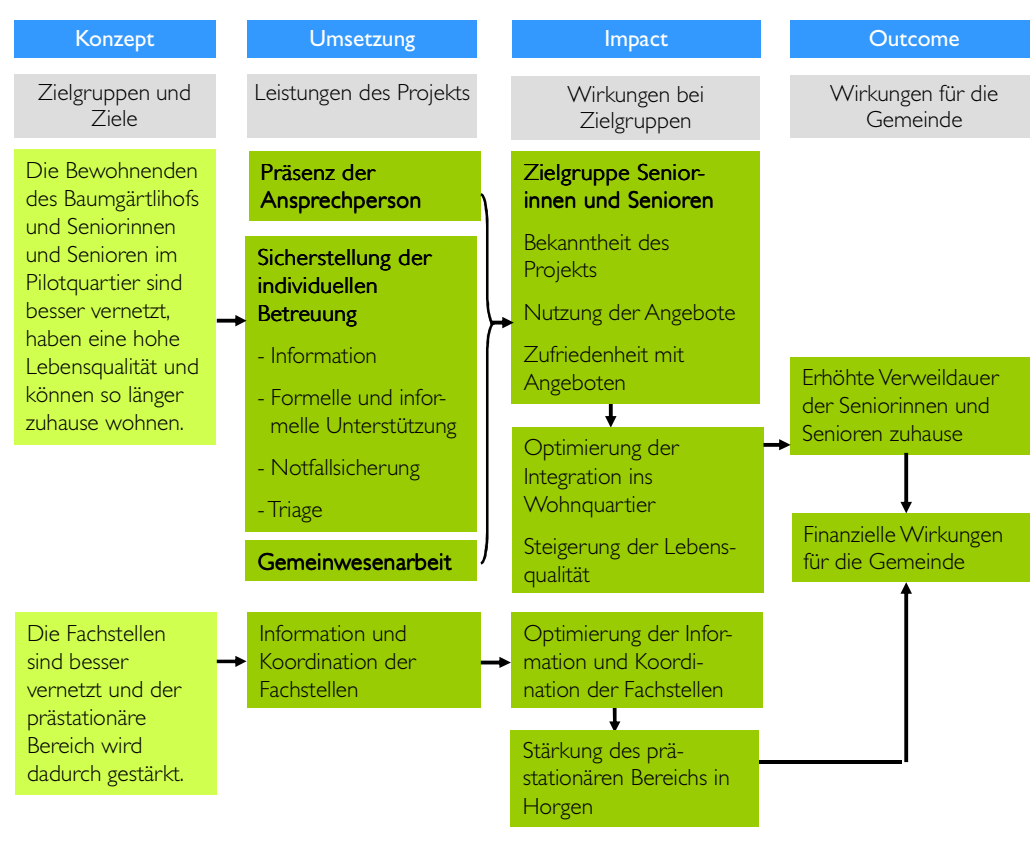 Konzept
Zielgruppen und
Ziele
Die Bewohnenden
des Baumgärtlihofs
und Seniorinnen
und Senioren im
Pilotquartier sind
besser vernetzt,
haben eine hohe
Lebensqualität und
können so länger
zuhause wohnen.
Die Fachstellen
sind besser
vernetzt und der
prästationäre
Bereich wird
dadurch gestärkt.
Umsetzung
Leistungen des Projekts
Präsenz der
Ansprechperson
Sicherstellung der
individuellen
Betreuung
- Information
- Formelle und infor-
melle Unterstützung
- Notfallsicherung
- Triage
Gemeinwesenarbeit
Information und
Koordination der
Fachstellen
Impact
Wirkungen bei
Zielgruppen
Zielgruppe Senior-
innen und Senioren
Bekanntheit des
Projekts
Nutzung der Angebote
Zufriedenheit mit
Angeboten
Optimierung der
Integration ins
Wohnquartier
Steigerung der Lebens-
qualität
Optimierung der Infor-
mation und Koordi-
nation der Fachstellen
Stärkung des prä-
stationären Bereichs in
Horgen
Outcome
Wirkungen für die
Gemeinde
Erhöhte Verweildauer
der Seniorinnen und
Senioren zuhause
Finanzielle Wirkungen
für die Gemeinde